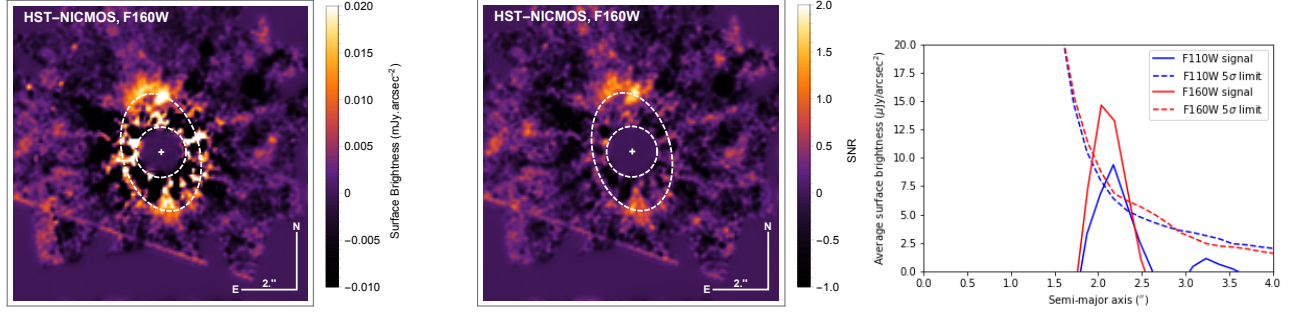 HST−NICMOS, F160W
N
E
2."
0.020
0.015
0.010
0.005
0
−0.005
−0.010
Surface Brightness (mJy.arcsec−2)
HST−NICMOS, F160W
N
E
2."
2.0
1.5
1.0
0.5
0
−0.5
−1.0
SNR
20.0
17.5
15.0
12.5
10.0
7.5
5.0
2.5
0.0
Average surface brightness (μJy/arcsec²)
F110W signal
F110W 5σ limit
F160W signal
F160W 5σ limit
0.0 0.5 1.0 1.5 2.0 2.5 3.0 3.5 4.0
Semi-major axis (′′)